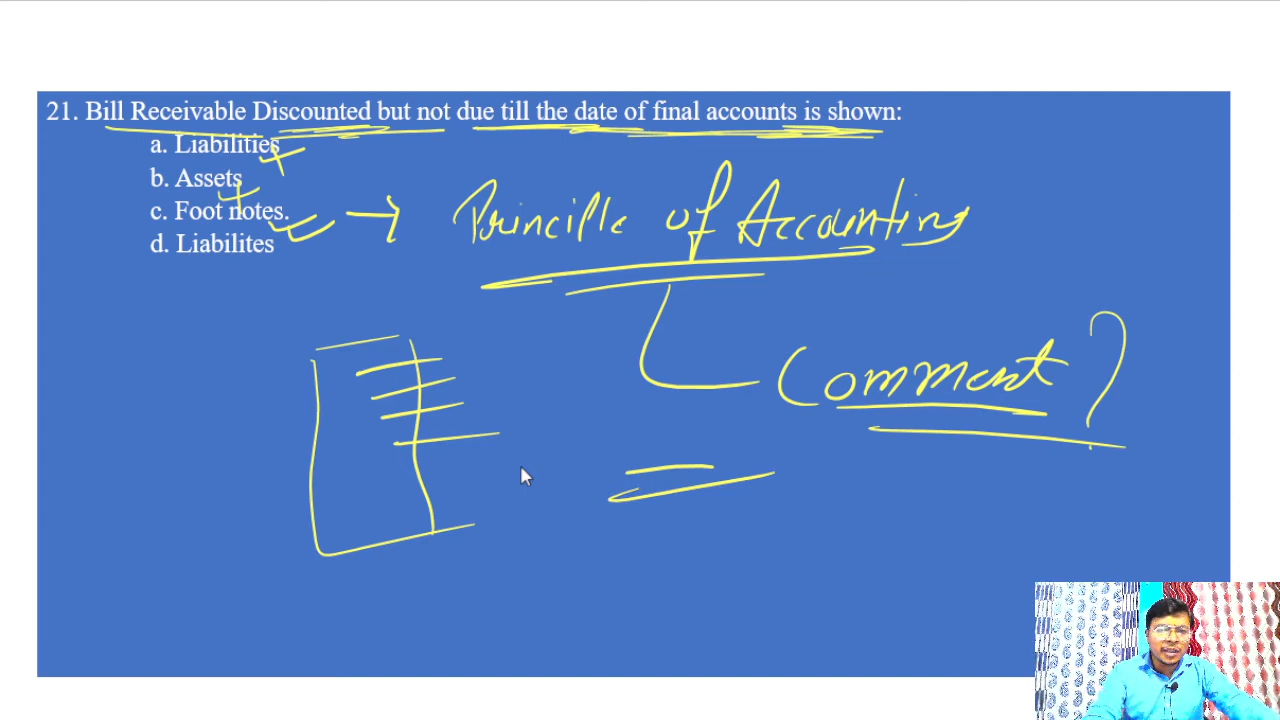 21. Bill Receivable Discounted but not due till the date of final accounts is shown:
a. Liabilities
b. Assets
c. Foot notes.
d. Liabilites
Principle of Accounting
Comment ?